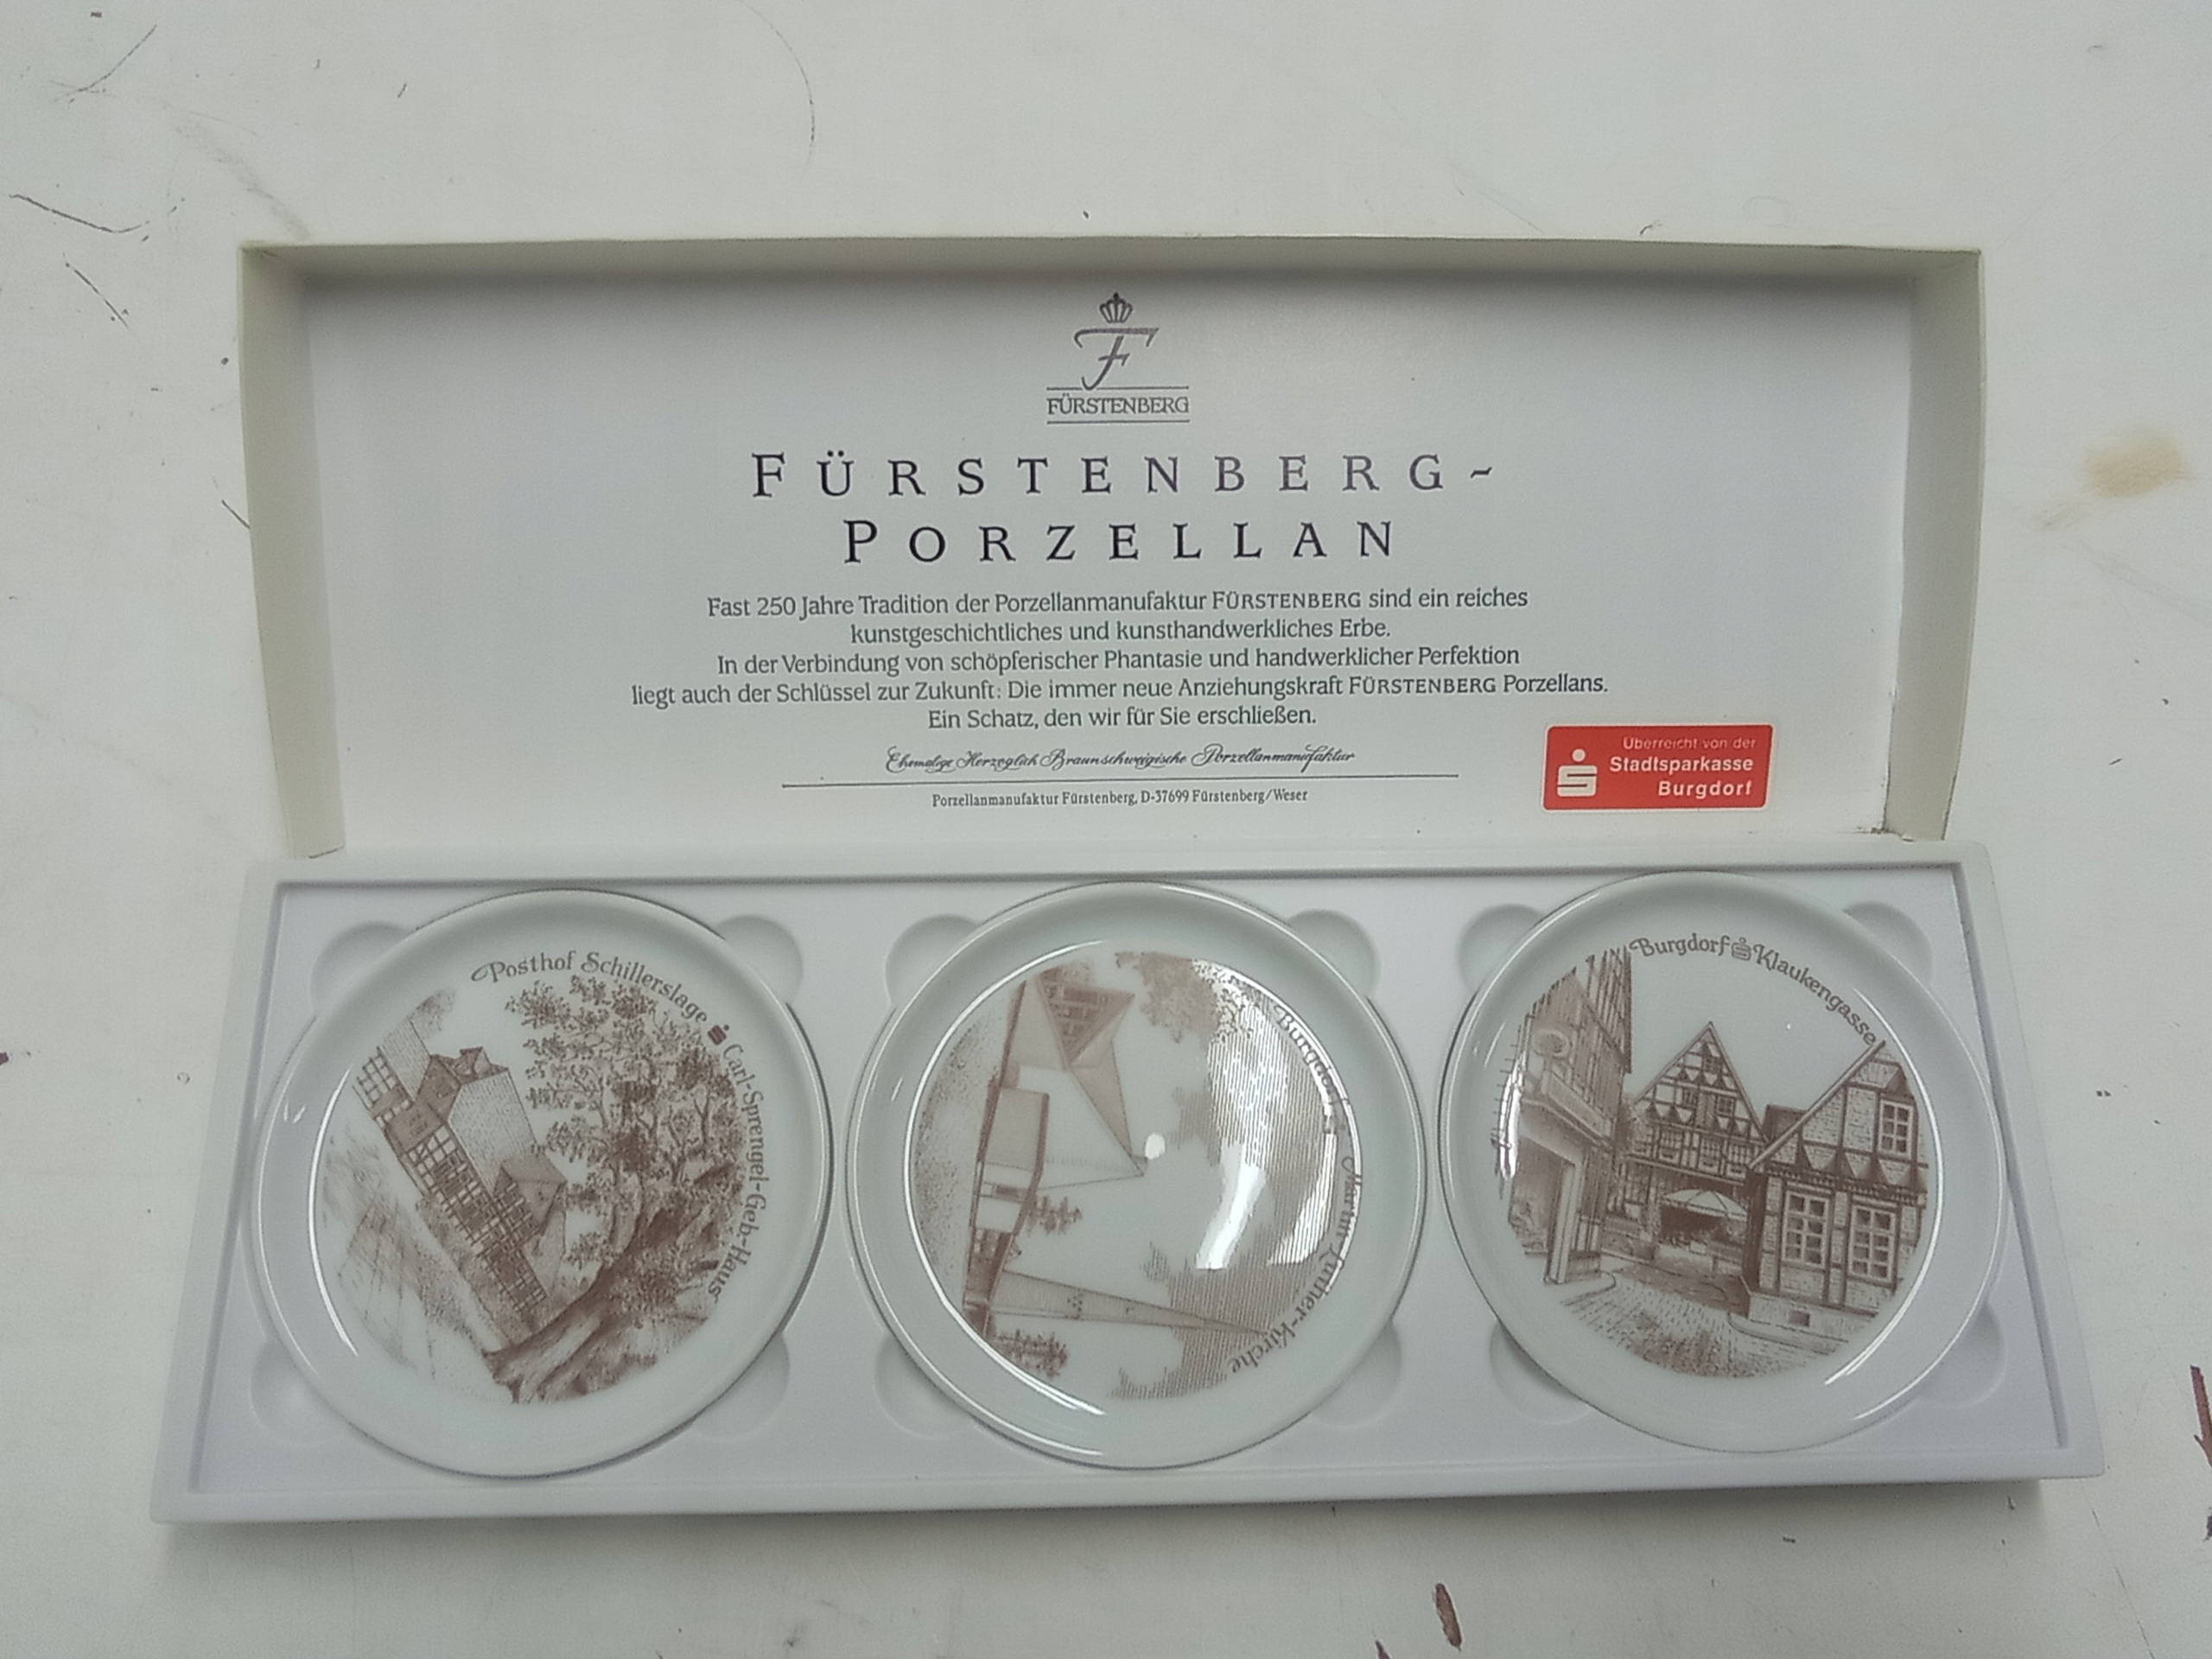 FÜRSTENBERG
FÜRSTENBERG-
PORZELLAN
Fast 250 Jahre Tradition der Porzellanmanufaktur FÜRSTENBERG sind ein reiches
kunstgeschichtliches und kunsthandwerkliches Erbe.
In der Verbindung von schöpferischer Phantasie und handwerklicher Perfektion
liegt auch der Schlüssel zur Zukunft: Die immer neue Anziehungskraft FÜRSTENBERG Porzellans.
Ein Schatz, den wir für Sie erschließen.
Ehemalige Herzoglich Braunschweigische Porzellanmanufaktur
Porzellanmanufaktur Fürstenberg, D-37699 Fürstenberg/Weser
Überreicht von der
Stadtsparkasse
Burgdorf
Posthof Schillerslage Carl-Sprengel-Geb-Haus
Burgdorf Martin Luther-Kirche
Burgdorf Klaukengasse